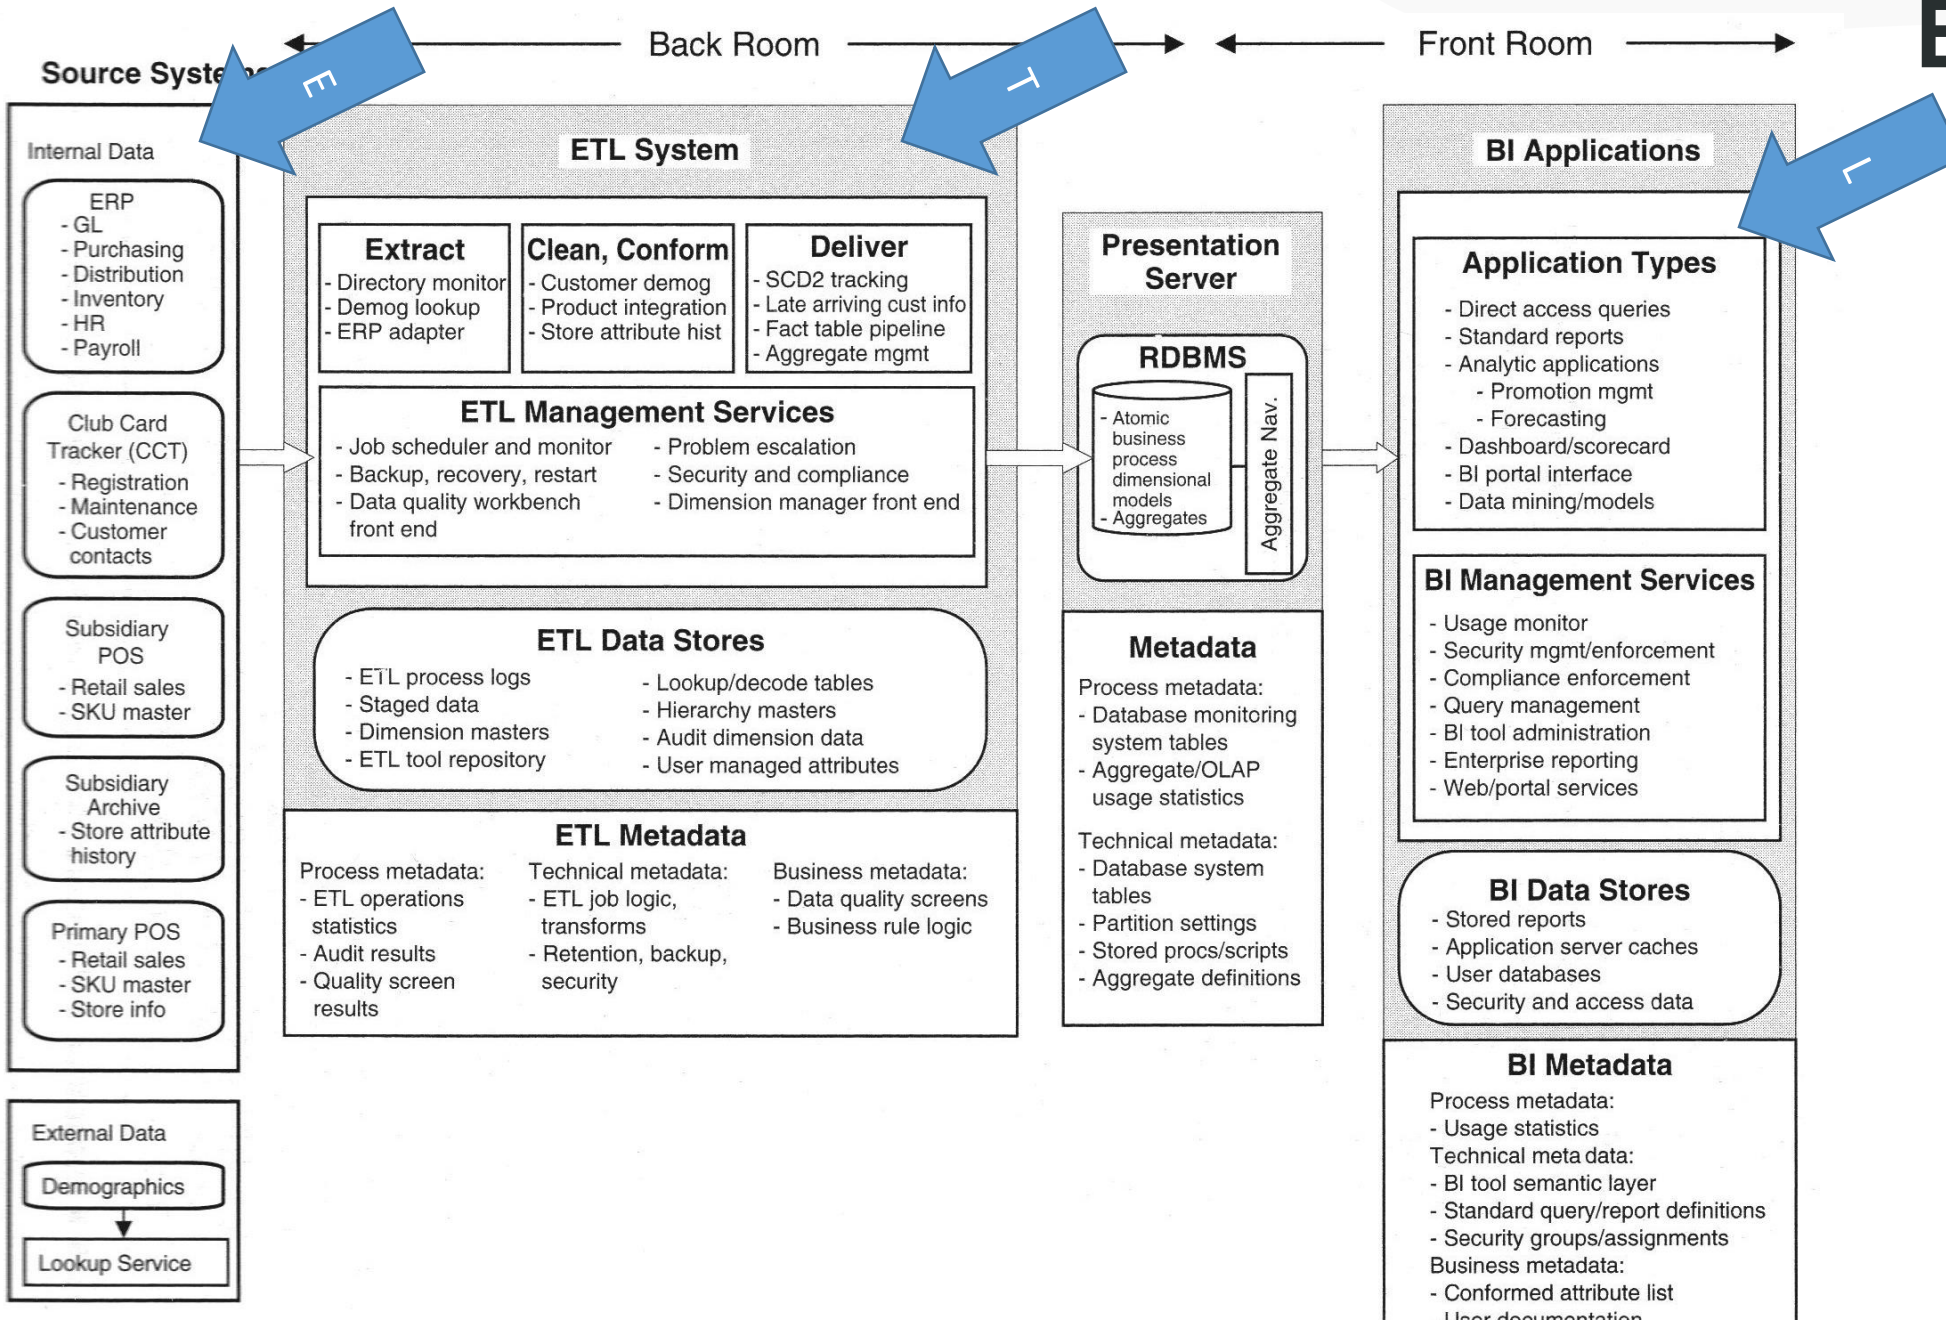 Back Room
Front Room
Source
E
T
L
Internal Data
ERP
- GL
- Purchasing
- Distribution
- Inventory
- HR
- Payroll
Club Card
Tracker (CCT)
- Registration
- Maintenance
- Customer
contacts
Subsidiary
POS
- Retail sales
- SKU master
Subsidiary
Archive
- Store attribute
history
Primary POS
- Retail sales
- SKU master
- Store info
External Data
Demographics
Lookup Service
ETL System
Extract
- Directory monitor
- Demog lookup
- ERP adapter
Clean, Conform
- Customer demog
- Product integration
- Store attribute hist
Deliver
- SCD2 tracking
- Late arriving cust info
- Fact table pipeline
- Aggregate mgmt
ETL Management Services
- Job scheduler and monitor
- Backup, recovery, restart
- Data quality workbench
front end
- Problem escalation
- Security and compliance
- Dimension manager front end
ETL Data Stores
- ETL process logs
- Staged data
- Dimension masters
- ETL tool repository
- Lookup/decode tables
- Hierarchy masters
- Audit dimension data
- User managed attributes
ETL Metadata
Process metadata:
- ETL operations
statistics
- Audit results
- Quality screen
results
Technical metadata:
- ETL job logic,
transforms
- Retention, backup,
security
Business metadata:
- Data quality screens
- Business rule logic
Presentation
Server
RDBMS
- Atomic
business
process
dimensional
models
- Aggregates
Aggregate Nav.
Metadata
Process metadata:
- Database monitoring
system tables
- Aggregate/OLAP
usage statistics
Technical metadata:
- Database system
tables
- Partition settings
- Stored procs/scripts
- Aggregate definitions
BI Applications
Application Types
- Direct access queries
- Standard reports
- Analytic applications
- Promotion mgmt
- Forecasting
- Dashboard/scorecard
- BI portal interface
- Data mining/models
BI Management Services
- Usage monitor
- Security mgmt/enforcement
- Compliance enforcement
- Query management
- BI tool administration
- Enterprise reporting
- Web/portal services
BI Data Stores
- Stored reports
- Application server caches
- User databases
- Security and access data
BI Metadata
Process metadata:
- Usage statistics
Technical metadata:
- BI tool semantic layer
- Standard query/report definitions
- Security groups/assignments
Business metadata:
- Conformed attribute list
- User documentation